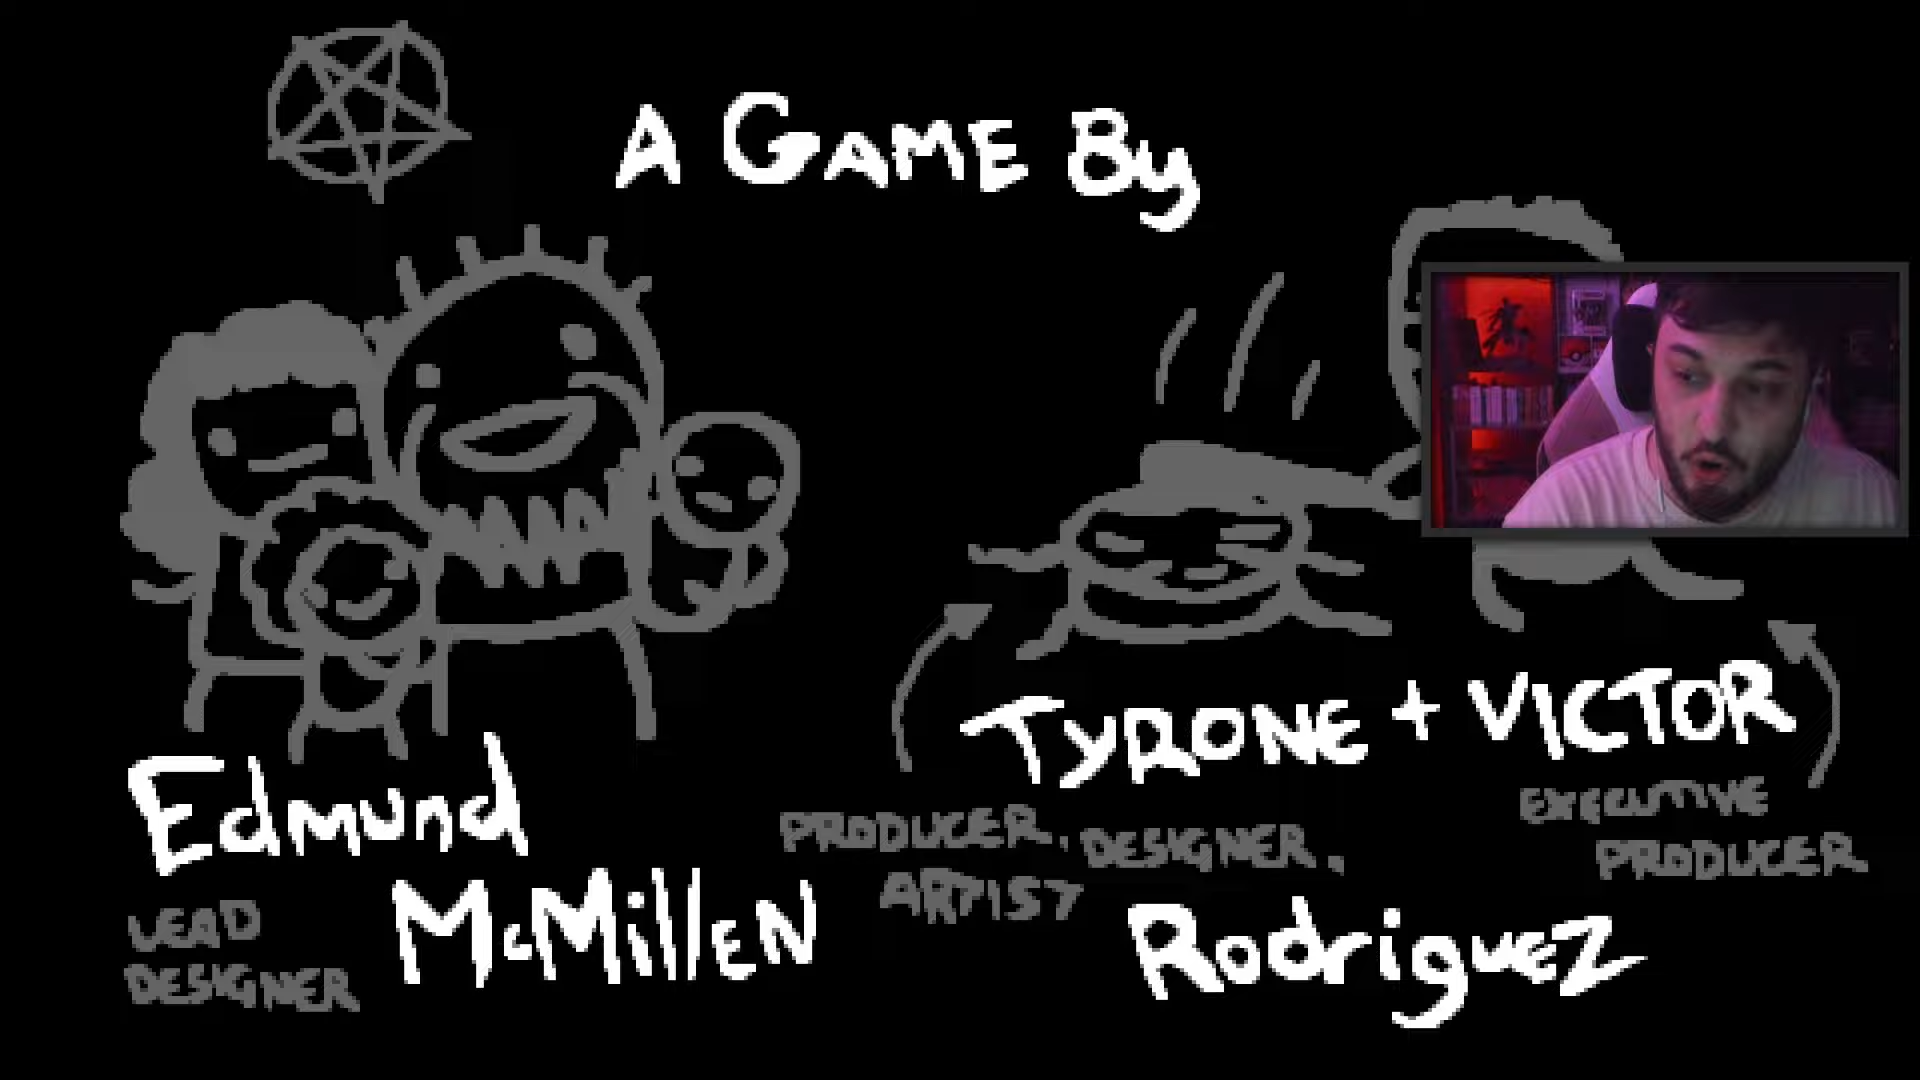 A GAME By
Edmund
McMillEN
LEAD
DESIGNER
TYRONE + VICTOR
PRODUCER, DESIGNER,
ARTIST
EXECUTIVE
PRODUCER
Rodriguez